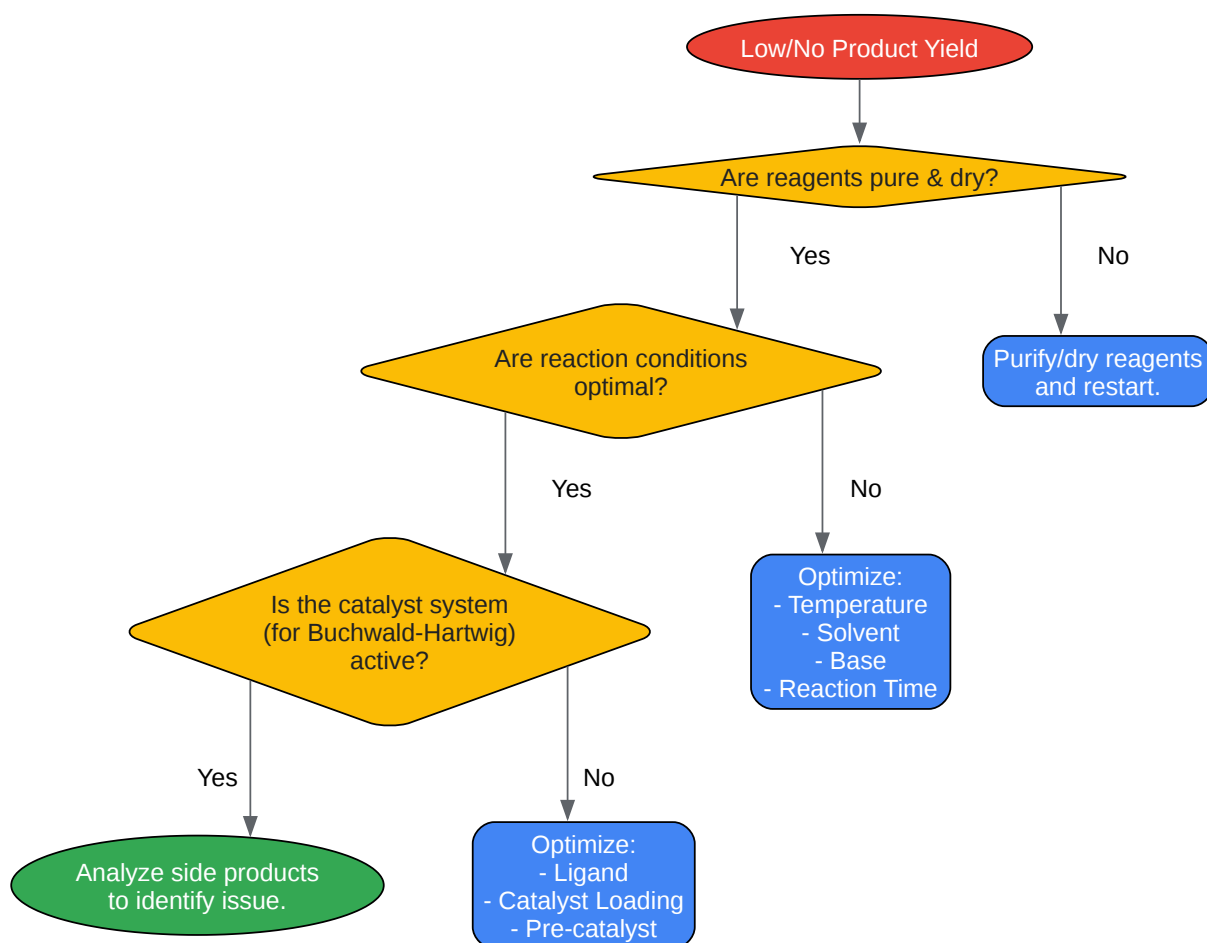 Low/No Product Yield
Are reagents pure & dry?
Yes
No
Are reaction conditions
optimal?
Purify/dry reagents
and restart.
Yes
No
Is the catalyst system
(for Buchwald-Hartwig)
active?
Optimize:
- Temperature
- Solvent
- Base
- Reaction Time
Yes
No
Analyze side products
to identify issue.
Optimize:
- Ligand
- Catalyst Loading
- Pre-catalyst